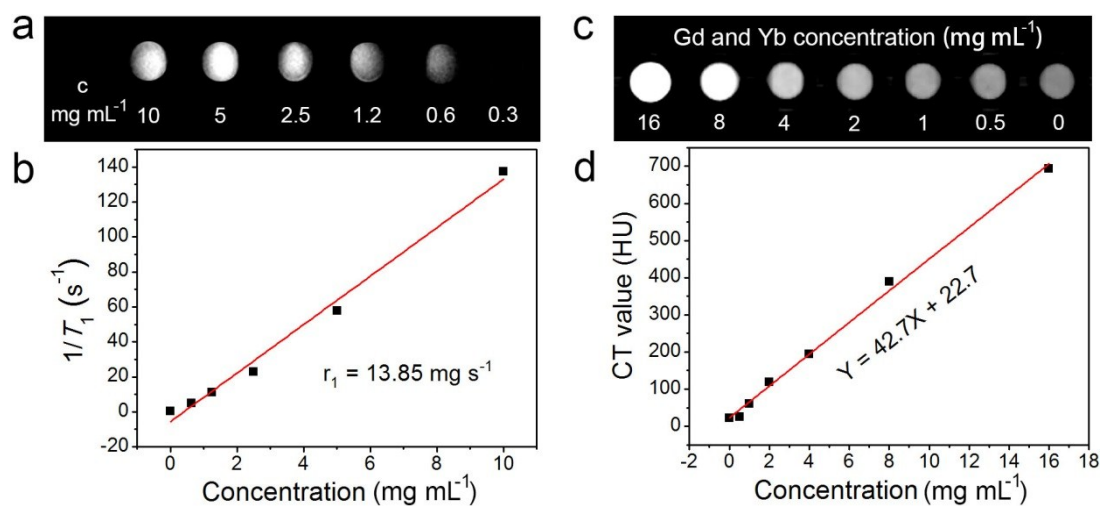 a
c
mg mL⁻¹ 10 5 2.5 1.2 0.6 0.3
b
140
120
100
80
60
40
20
0
-20
1/T₁ (s⁻¹)
r₁ = 13.85 mg s⁻¹
0 2 4 6 8 10
Concentration (mg mL⁻¹)
c
Gd and Yb concentration (mg mL⁻¹)
16 8 4 2 1 0.5 0
d
700
600
500
400
300
200
100
0
CT value (HU)
Y = 42.7X + 22.7
-2 0 2 4 6 8 10 12 14 16 18
Concentration (mg mL⁻¹)